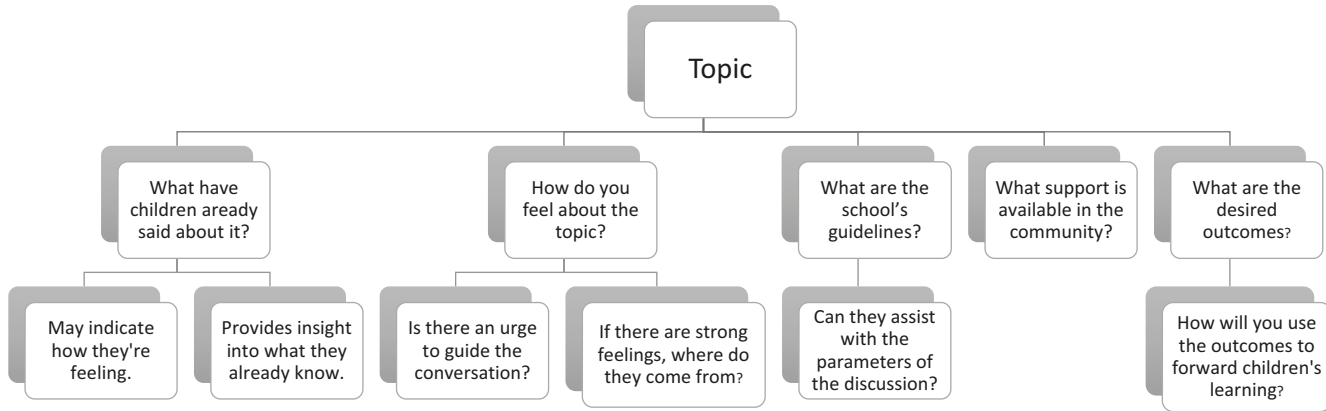 Topic
What have
children aready
said about it?
How do you
feel about the
topic?
What are the
school’s
guidelines?
What support is
available in the
community?
What are the
desired
outcomes?
May indicate
how they're
feeling.
Provides insight
into what they
already know.
Is there an urge
to guide the
conversation?
If there are strong
feelings, where do
they come from?
Can they assist
with the
parameters of
the discussion?
How will you use
the outcomes to
forward children's
learning?